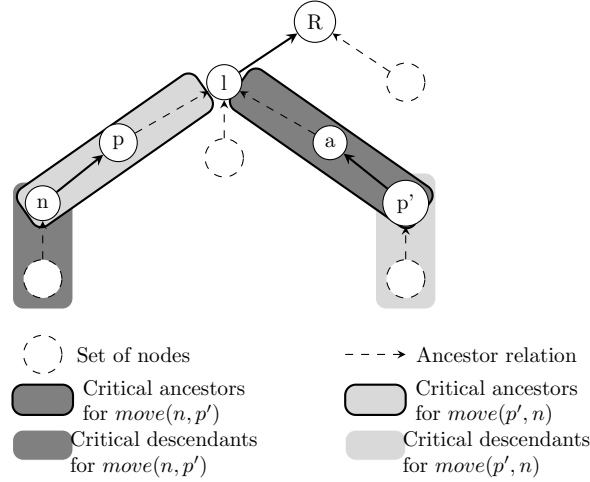 R
l
p
a
n
p'
Set of nodes
Ancestor relation
Critical ancestors
for move(n, p′)
Critical ancestors
for move(p′, n)
Critical descendants
for move(n, p′)
Critical descendants
for move(p′, n)